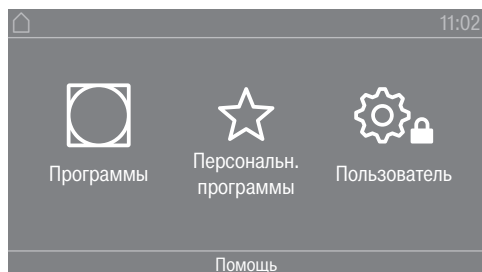 11:02
Программы
Персональн.
программы
Пользователь
Помощь